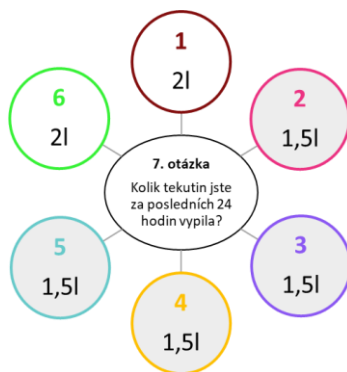 1
2l
2
1,5l
3
1,5l
4
1,5l
5
1,5l
6
2l
7. otázka
Kolik tekutin jste
za posledních 24
hodin vypila?